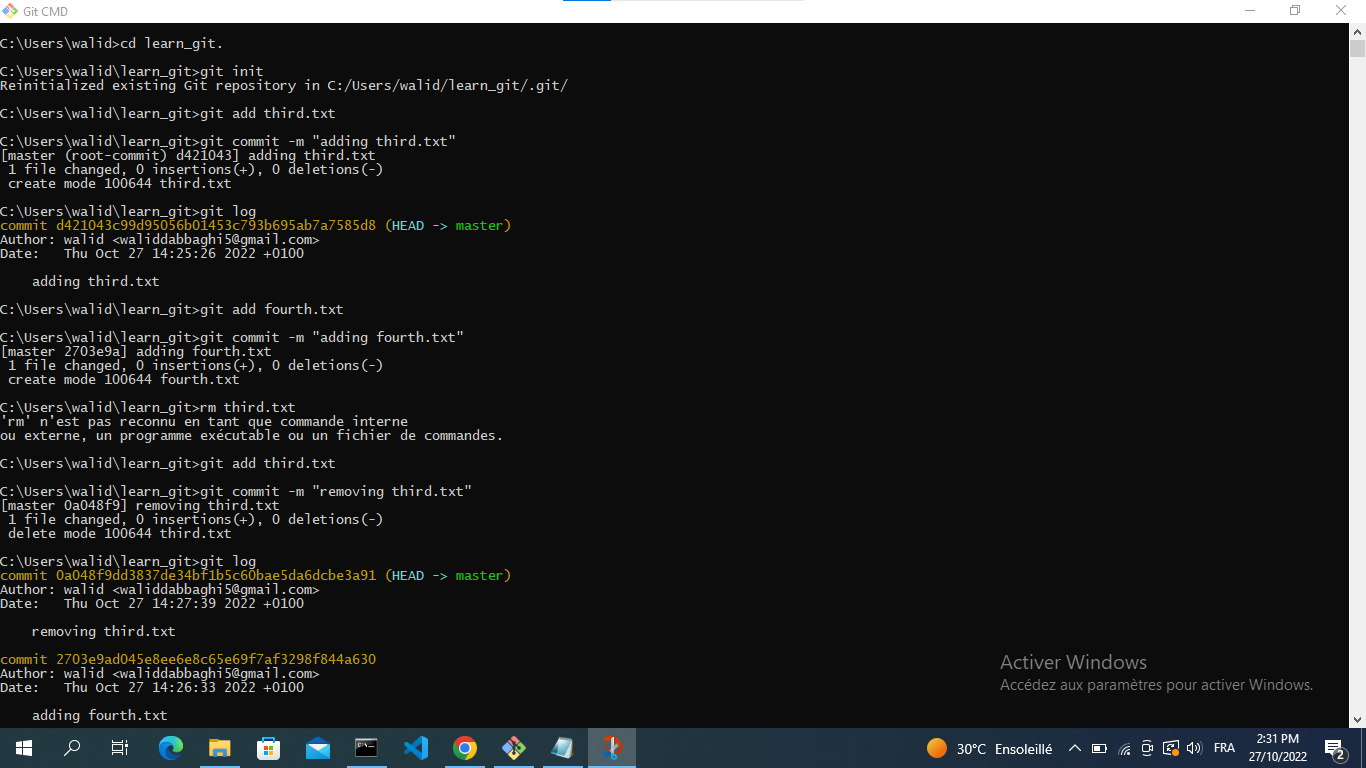 Git CMD
C:\Users\walid>cd learn_git.
C:\Users\walid\learn_git>git init
Reinitialized existing Git repository in C:/Users/walid/learn_git/.git/
C:\Users\walid\learn_git>git add third.txt
C:\Users\walid\learn_git>git commit -m "adding third.txt"
[master (root-commit) d421043] adding third.txt
 1 file changed, 0 insertions(+), 0 deletions(-)
 create mode 100644 third.txt
C:\Users\walid\learn_git>git log
commit d421043c99d95056b01453c793b695ab7a7585d8 (HEAD -> master)
Author: walid <waliddabbaghi5@gmail.com>
Date:   Thu Oct 27 14:25:26 2022 +0100
    adding third.txt
C:\Users\walid\learn_git>git add fourth.txt
C:\Users\walid\learn_git>git commit -m "adding fourth.txt"
[master 2703e9a] adding fourth.txt
 1 file changed, 0 insertions(+), 0 deletions(-)
 create mode 100644 fourth.txt
C:\Users\walid\learn_git>rm third.txt
'rm' n'est pas reconnu en tant que commande interne
ou externe, un programme exécutable ou un fichier de commandes.
C:\Users\walid\learn_git>git add third.txt
C:\Users\walid\learn_git>git commit -m "removing third.txt"
[master 0a048f9] removing third.txt
 1 file changed, 0 insertions(+), 0 deletions(-)
 delete mode 100644 third.txt
C:\Users\walid\learn_git>git log
commit 0a048f9dd3837de34bf1b5c60bae5da6dcbe3a91 (HEAD -> master)
Author: walid <waliddabbaghi5@gmail.com>
Date:   Thu Oct 27 14:27:39 2022 +0100
    removing third.txt
commit 2703e9ad045e8ee6e8c65e69f7af3298f844a630
Author: walid <waliddabbaghi5@gmail.com>
Date:   Thu Oct 27 14:26:33 2022 +0100
    adding fourth.txt
Activer Windows
Accédez aux paramètres pour activer Windows.
30°C Ensoleillé
FRA
2:31 PM
27/10/2022
2